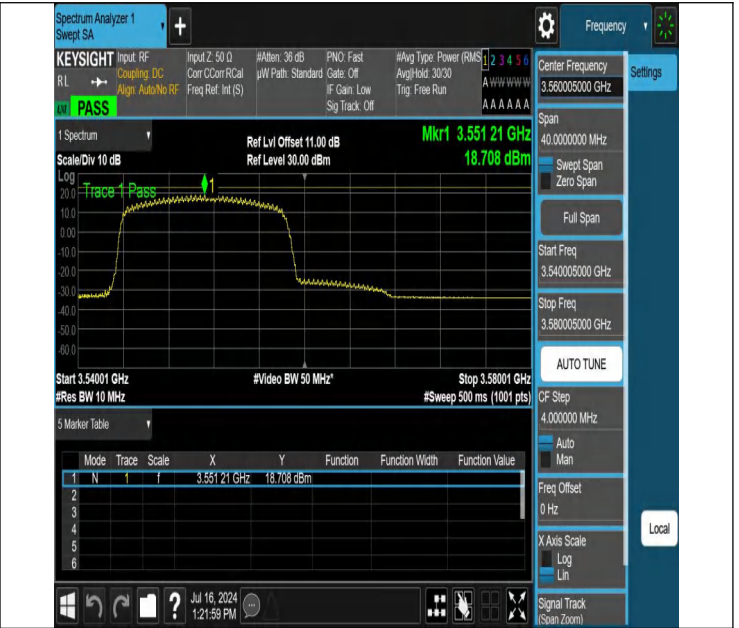 Spectrum Analyzer 1
Swept SA
+
Frequency
KEYSIGHT
RL
LXI
PASS
Input: RF
Coupling: DC
Align: Auto/No RF
Input Z: 50 Ω
Corr CCorr RCal
Freq Ref: Int (S)
#Atten: 36 dB
µW Path: Standard
PNO: Fast
Gate: Off
IF Gain: Low
Sig Track: Off
#Avg Type: Power (RMS
Avg|Hold: 30/30
Trig: Free Run
1 2 3 4 5 6
A W W W W W
A A A A A A
1 Spectrum
Scale/Div 10 dB
Ref Lvl Offset 11.00 dB
Ref Level 30.00 dBm
Mkr1 3.551 21 GHz
18.708 dBm
Log
Trace 1 Pass
1
20.0
10.0
0.00
-10.0
-20.0
-30.0
-40.0
-50.0
-60.0
Start 3.54001 GHz
#Res BW 10 MHz
#Video BW 50 MHz*
Stop 3.58001 GHz
#Sweep 500 ms (1001 pts)
5 Marker Table
Mode Trace Scale X Y Function Function Width Function Value
1 N 1 f 3.551 21 GHz 18.708 dBm
2
3
4
5
6
Jul 16, 2024
1:21:59 PM
?
Center Frequency
3.560005000 GHz
Span
40.0000000 MHz
Swept Span
Zero Span
Full Span
Start Freq
3.540005000 GHz
Stop Freq
3.580005000 GHz
AUTO TUNE
CF Step
4.000000 MHz
Auto
Man
Freq Offset
0 Hz
X Axis Scale
Log
Lin
Signal Track
(Span Zoom)
Settings
Local